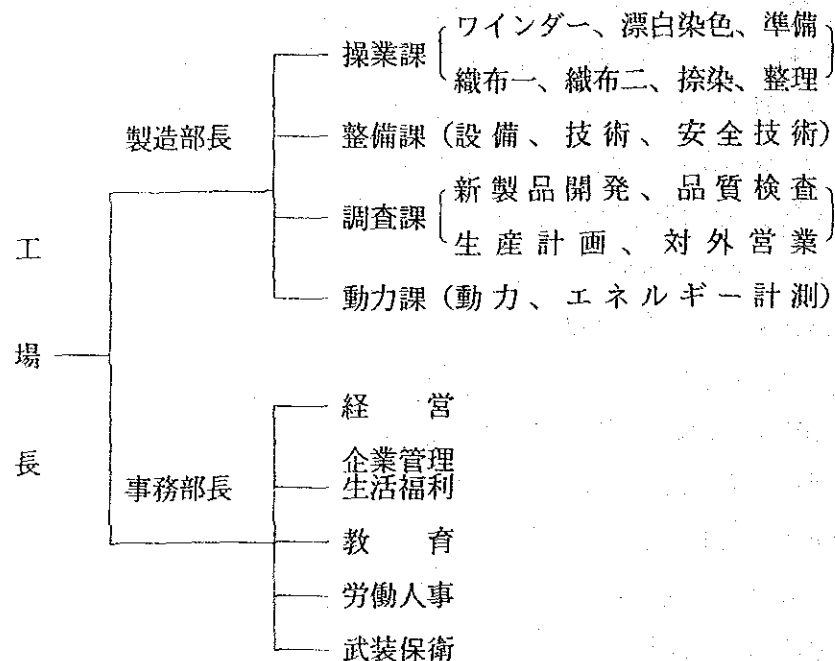 工場長
製造部長
操業課
ワインダー、漂白染色、準備
織布一、織布二、捺染、整理
整備課（設備、技術、安全技術）
調査課
新製品開発、品質検査
生産計画、対外営業
動力課（動力、エネルギー計測）
事務部長
経　　営
企業管理
生活福利
教　　育
労働人事
武装保衛